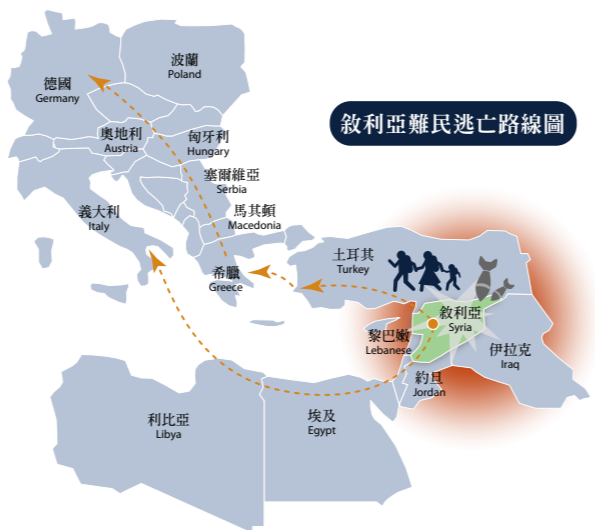 波蘭
Poland
德國
Germany
敘利亞難民逃亡路線圖
奧地利
Austria
匈牙利
Hungary
塞爾維亞
Serbia
義大利
Italy
馬其頓
Macedonia
土耳其
Turkey
希臘
Greece
敘利亞
Syria
黎巴嫩
Lebanese
伊拉克
Iraq
約旦
Jordan
利比亞
Libya
埃及
Egypt